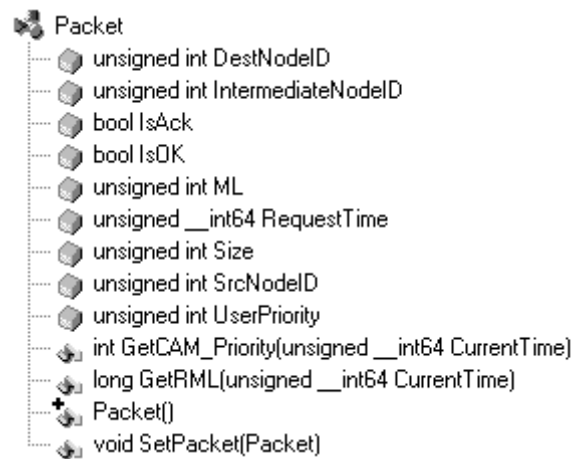 Packet
unsigned int DestNodeID
unsigned int IntermediateNodeID
bool IsAck
bool IsOK
unsigned int ML
unsigned __int64 RequestTime
unsigned int Size
unsigned int SrcNodeID
unsigned int UserPriority
int GetCAM_Priority(unsigned __int64 CurrentTime)
long GetRML(unsigned __int64 CurrentTime)
Packet()
void SetPacket(Packet)